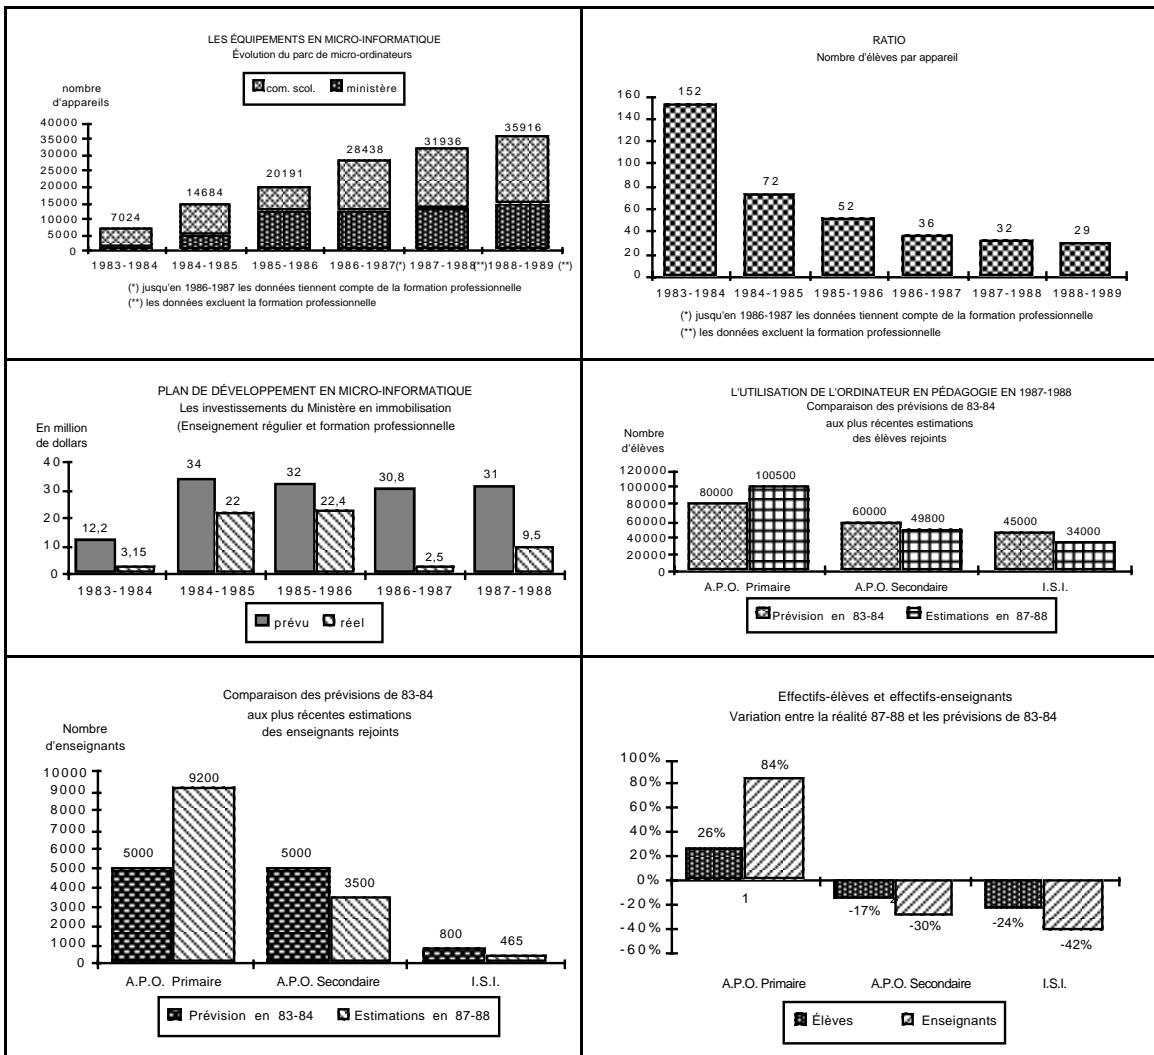 LES ÉQUIPEMENTS EN MICRO-INFORMATIQUE
Évolution du parc de micro-ordinateurs
com. scol. ministère
nombre
d'appareils
40000
35000
30000
25000
20000
15000
10000
5000
0
7024
14684
20191
28438
31936
35916
1983-1984 1984-1985 1985-1986 1986-1987(*) 1987-1988(**) 1988-1989 (**)
(*) jusqu'en 1986-1987 les données tiennent compte de la formation professionnelle
(**) les données excluent la formation professionnelle
RATIO
Nombre d'élèves par appareil
160
140
120
100
80
60
40
20
0
152
72
52
36
32
29
1983-1984 1984-1985 1985-1986 1986-1987 1987-1988 1988-1989
(*) jusqu'en 1986-1987 les données tiennent compte de la formation professionnelle
(**) les données excluent la formation professionnelle
PLAN DE DÉVELOPPEMENT EN MICRO-INFORMATIQUE
Les investissements du Ministère en immobilisation
(Enseignement régulier et formation professionnelle
En million
de dollars
40
30
20
10
0
12,2
3,15
34
22
32
22,4
30,8
2,5
31
9,5
1983-1984 1984-1985 1985-1986 1986-1987 1987-1988
prévu réel
L'UTILISATION DE L'ORDINATEUR EN PÉDAGOGIE EN 1987-1988
Comparaison des prévisions de 83-84
aux plus récentes estimations
des élèves rejoints
Nombre
d'élèves
120000
100000
80000
60000
40000
20000
0
80000
100500
60000
49800
45000
34000
A.P.O. Primaire A.P.O. Secondaire I.S.I.
Prévision en 83-84 Estimations en 87-88
Comparaison des prévisions de 83-84
aux plus récentes estimations
des enseignants rejoints
Nombre
d'enseignants
10000
9000
8000
7000
6000
5000
4000
3000
2000
1000
0
5000
9200
5000
3500
800
465
A.P.O. Primaire A.P.O. Secondaire I.S.I.
Prévision en 83-84 Estimations en 87-88
Effectifs-élèves et effectifs-enseignants
Variation entre la réalité 87-88 et les prévisions de 83-84
100%
80%
60%
40%
20%
0%
-20%
-40%
-60%
26%
84%
1
-17%
-30%
-24%
-42%
A.P.O. Primaire A.P.O. Secondaire I.S.I.
Élèves Enseignants